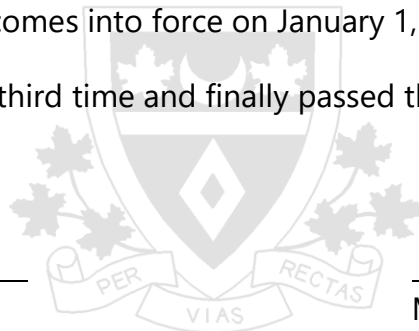 comes into force on January 1,
third time and finally passed th
PER
RECTAS
VIAS
N